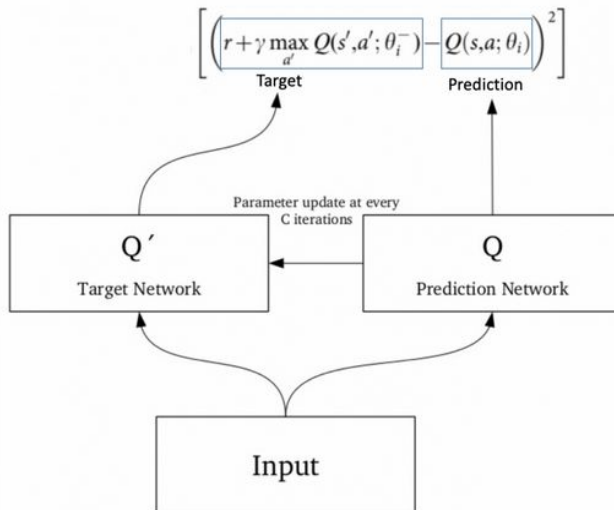 [(r + γ max_{a'} Q(s',a'; θ_i^-) − Q(s,a; θ_i))^2]
Target Prediction
Parameter update at every
C iterations
Q′ Q
Target Network Prediction Network
Input